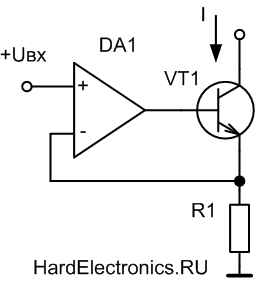 I
DA1
+Uвх
VT1
+
-
R1
HardElectronics.RU